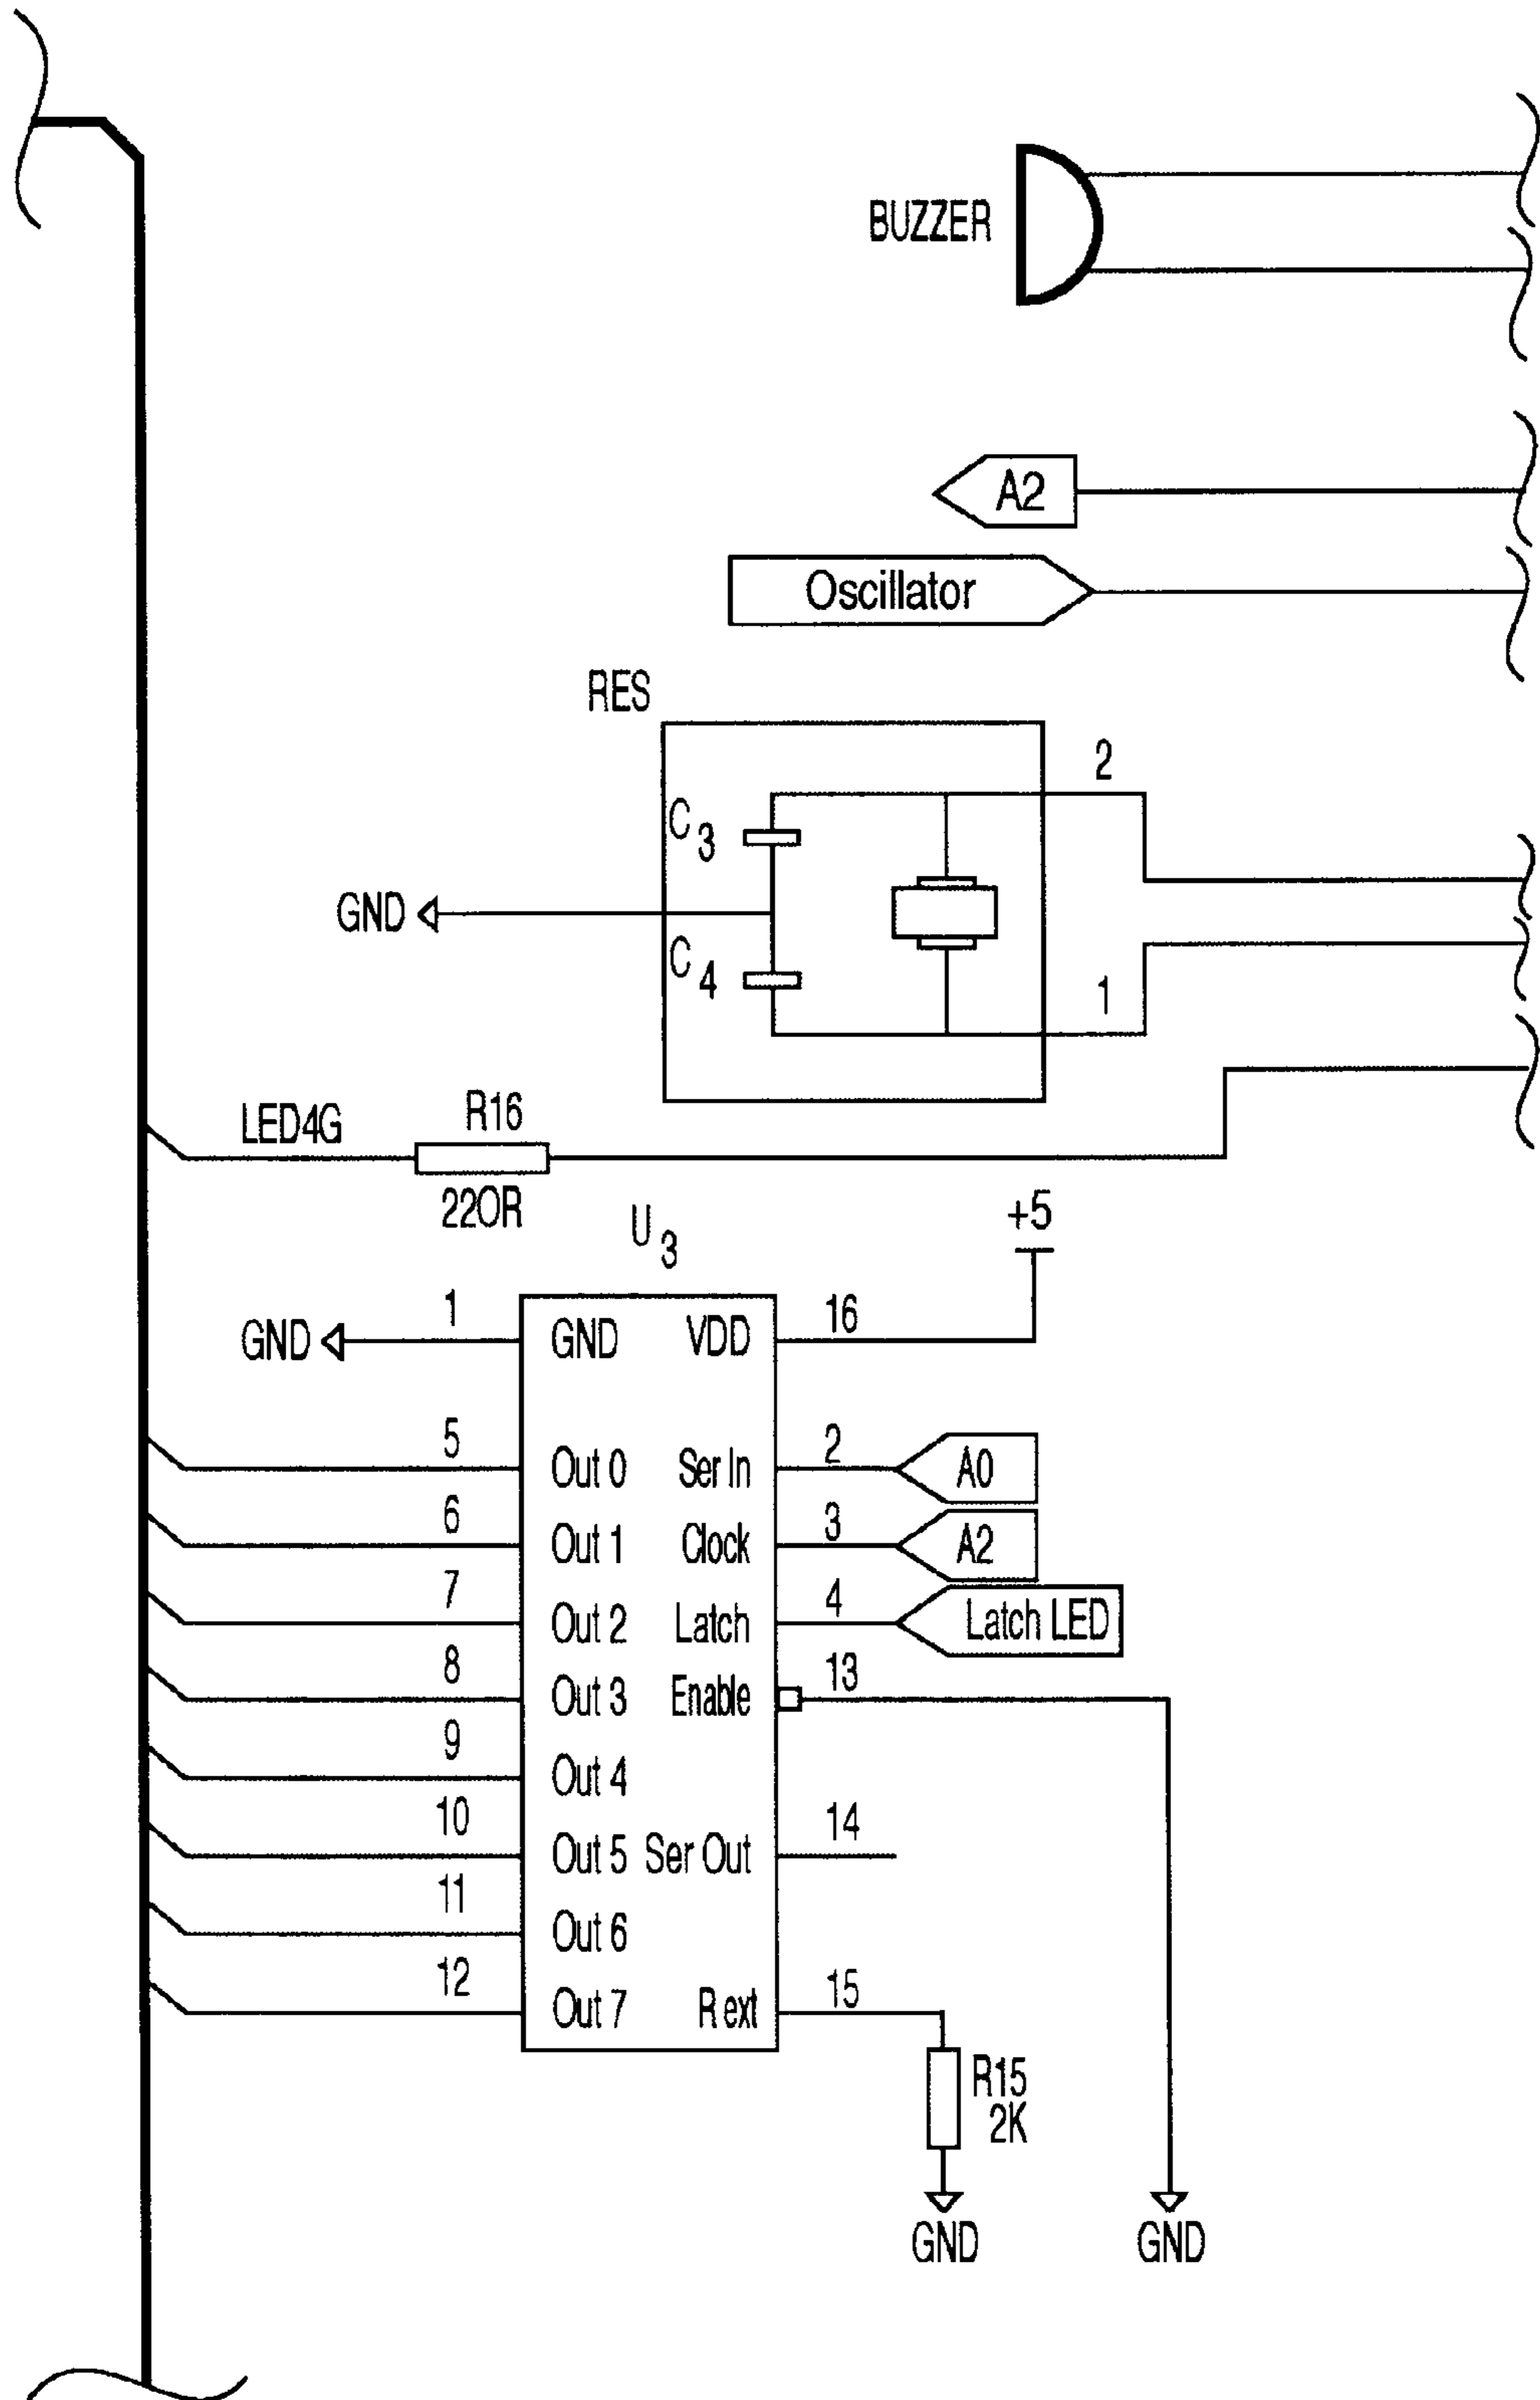 BUZZER
A2
Oscillator
RES
2
C3
GND
C4
1
LED4G
R16
220R
U3
+5
GND
1
GND
VDD
16
5
Out 0
Ser In
2
A0
6
Out 1
Clock
3
A2
7
Out 2
Latch
4
Latch LED
8
Out 3
Enable
13
9
Out 4
10
Out 5
Ser Out
14
11
Out 6
12
Out 7
R ext
15
R15
2K
GND
GND